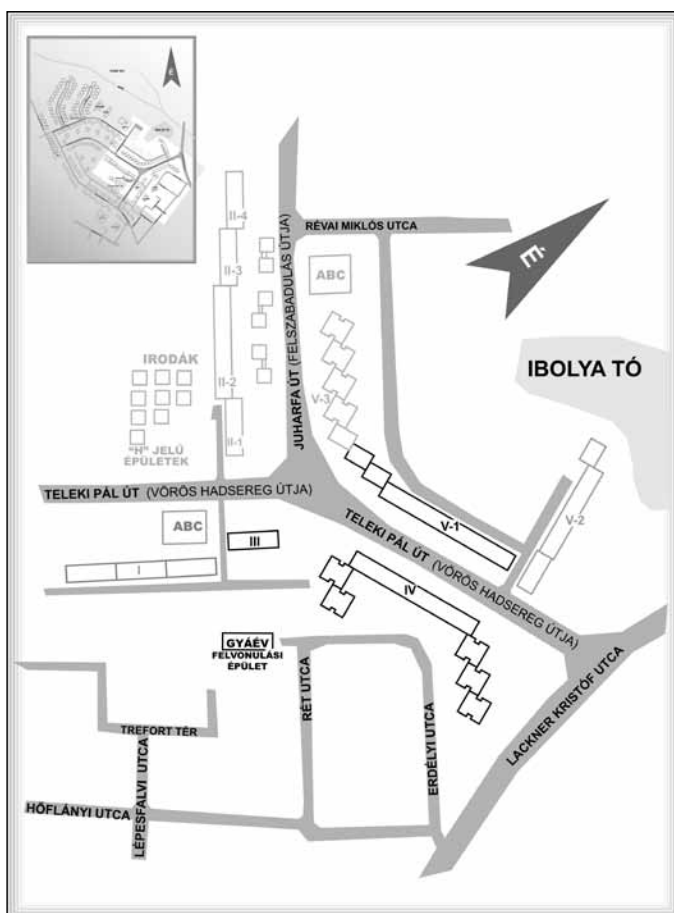 É
II-4
RÉVAI MIKLÓS UTCA
II-3
ABC
É
JUHARFA ÚT (FELSZABADULÁS ÚTJA)
IBOLYA TÓ
IRODÁK
II-2
V-3
II-1
"H" JELŰ
ÉPÜLETEK
TELEKI PÁL ÚT (VÖRÖS HADSEREG ÚTJA)
V-1
V-2
ABC
III
TELEKI PÁL ÚT (VÖRÖS HADSEREG ÚTJA)
I
IV
GYÁÉV
FELVONULÁSI
ÉPÜLET
RÉT UTCA
ERDÉLYI UTCA
LACKNER KRISTÓF UTCA
TREFORT TÉR
LÉPESFALVI UTCA
HŐFLÁNYI UTCA